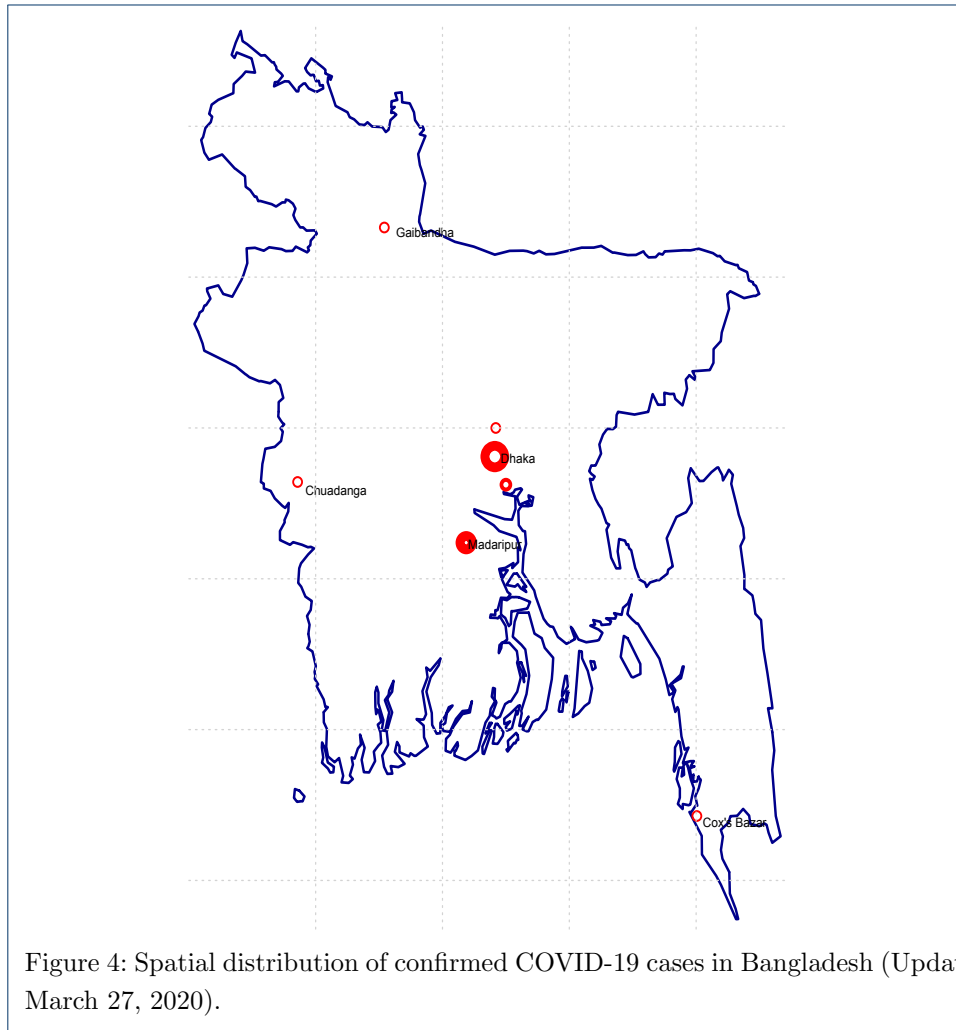 Gaibandha
Dhaka
Chuadanga
Madaripur
Cox's Bazar
Figure 4: Spatial distribution of confirmed COVID-19 cases in Bangladesh (Upda
March 27, 2020).